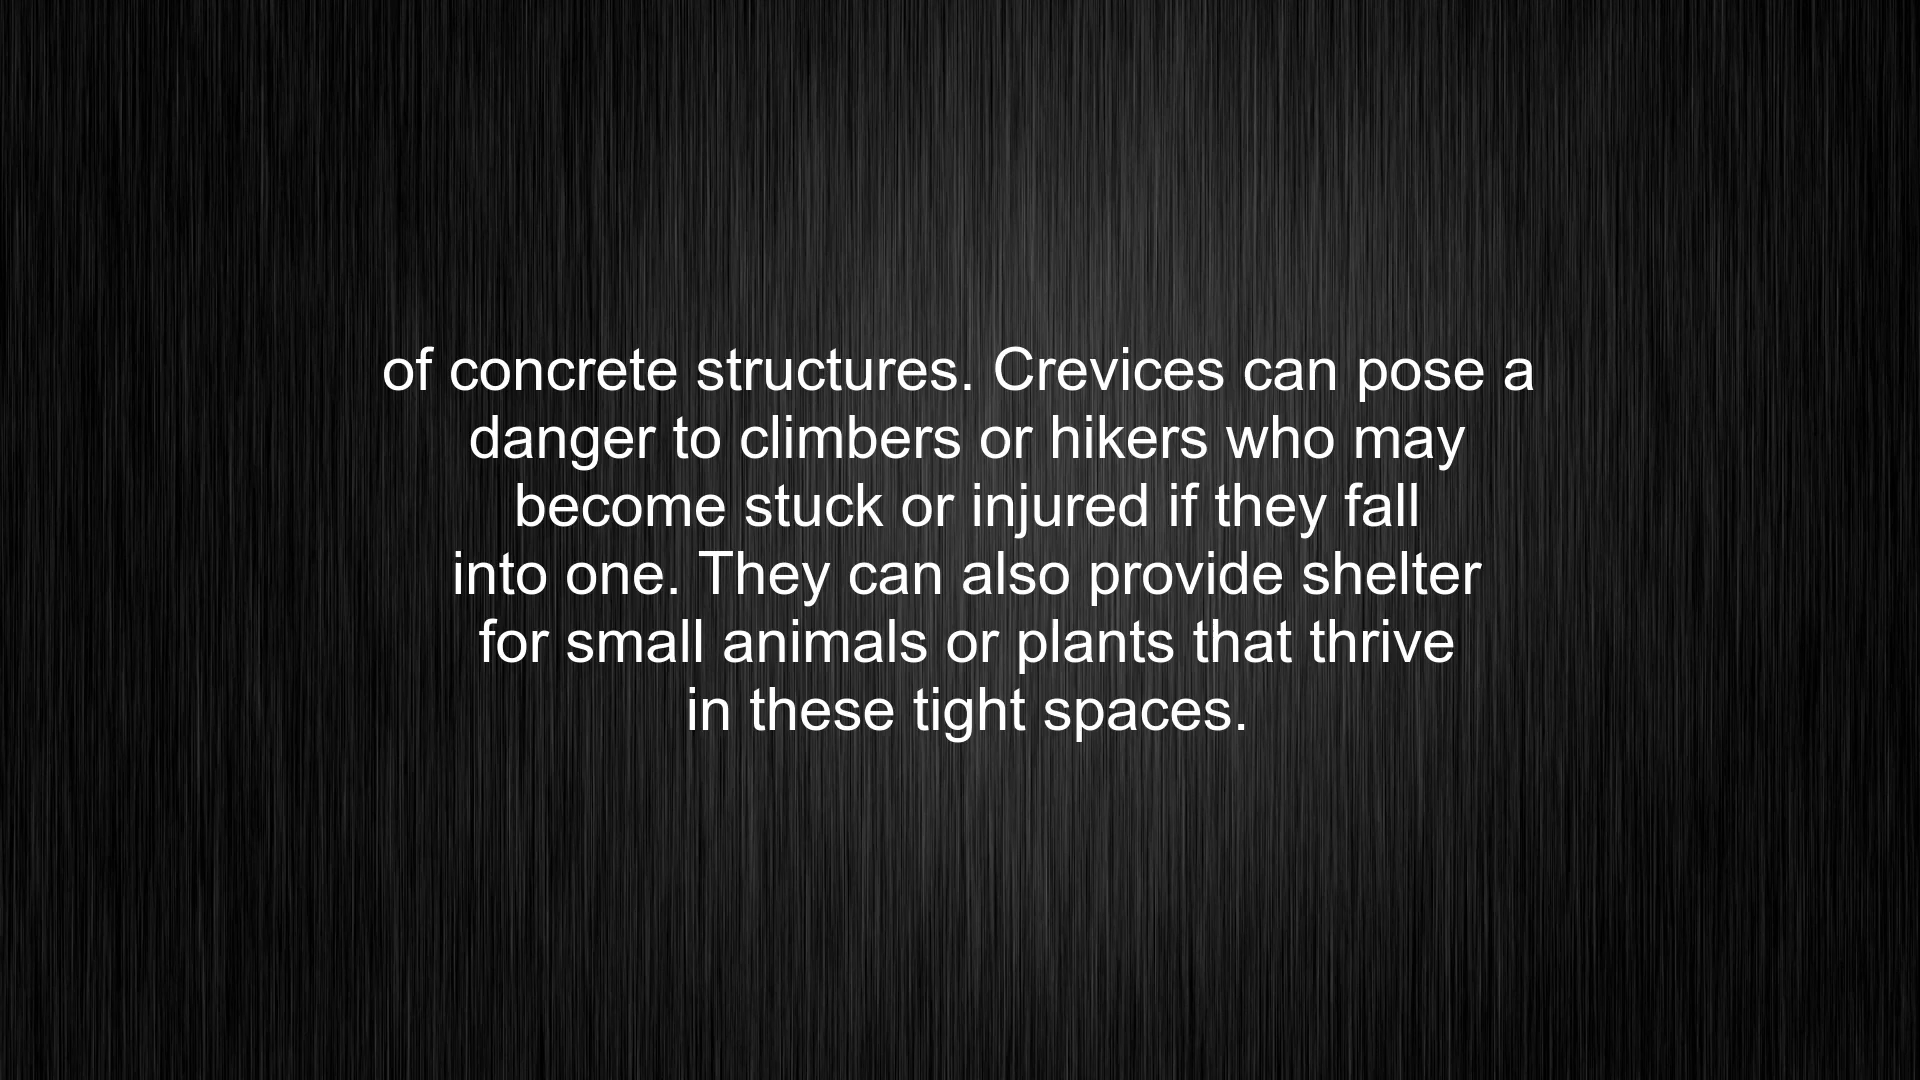 of concrete structures. Crevices can pose a
danger to climbers or hikers who may
become stuck or injured if they fall
into one. They can also provide shelter
for small animals or plants that thrive
in these tight spaces.